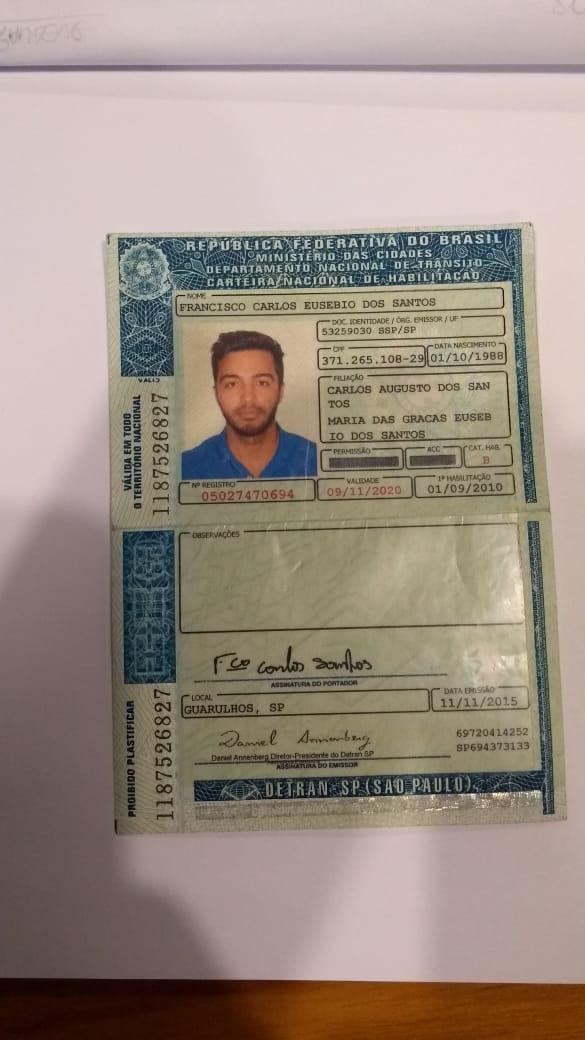 REPÚBLICA FEDERATIVA DO BRASIL
MINISTÉRIO DAS CIDADES
DEPARTAMENTO NACIONAL DE TRÂNSITO
CARTEIRA NACIONAL DE HABILITAÇÃO
NOME
FRANCISCO CARLOS EUSEBIO DOS SANTOS
DOC. IDENTIDADE / ÓRG. EMISSOR / UF
53259030 SSP/SP
CPF
371.265.108-29
DATA NASCIMENTO
01/10/1988
FILIAÇÃO
CARLOS AUGUSTO DOS SAN
TOS
MARIA DAS GRACAS EUSEB
IO DOS SANTOS
PERMISSÃO
ACC
CAT. HAB.
B
Nº REGISTRO
05027470694
VALIDADE
09/11/2020
1ª HABILITAÇÃO
01/09/2010
VÁLIDA EM TODO
O TERRITÓRIO NACIONAL
1187526827
OBSERVAÇÕES
Fco Carlos Santos
ASSINATURA DO PORTADOR
LOCAL
GUARULHOS, SP
DATA EMISSÃO
11/11/2015
Daniel Annenberg
Daniel Annenberg Diretor-Presidente do Detran SP
ASSINATURA DO EMISSOR
69720414252
SP694373133
PROIBIDO PLASTIFICAR
1187526827
DETRAN SP (SAO PAULO)